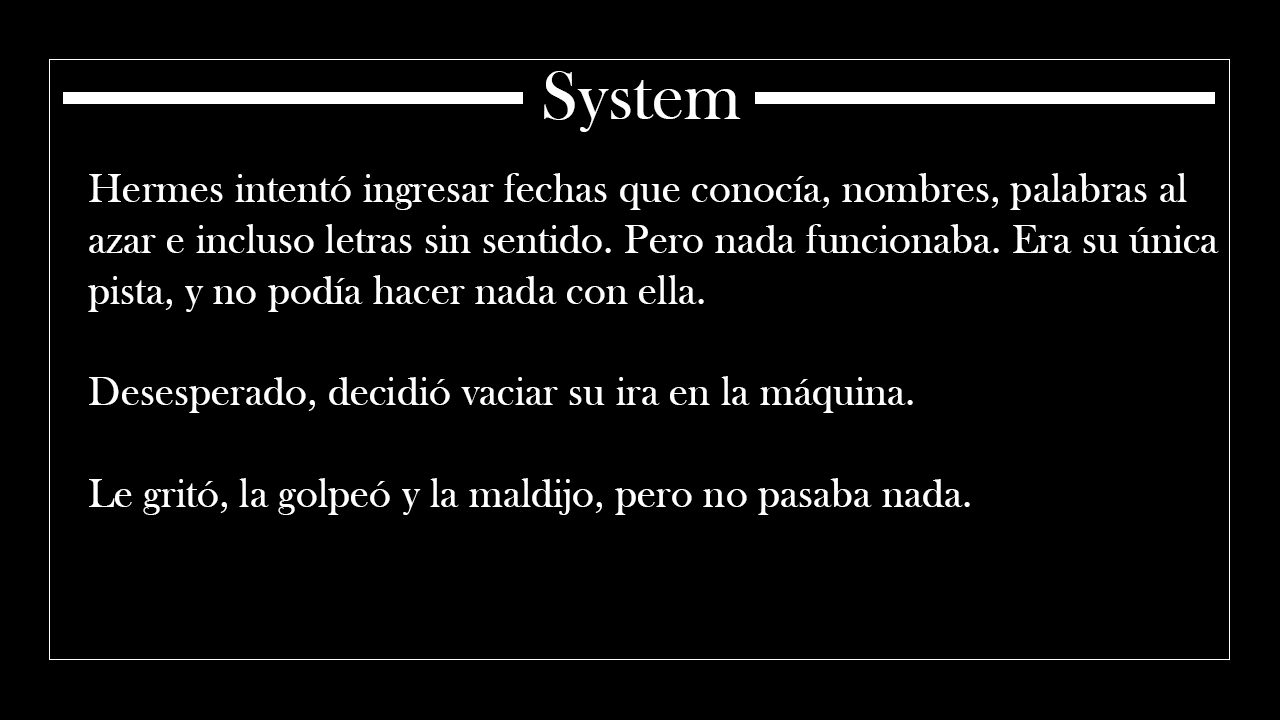 System
Hermes intentó ingresar fechas que conocía, nombres, palabras al
azar e incluso letras sin sentido. Pero nada funcionaba. Era su única
pista, y no podía hacer nada con ella.
Desesperado, decidió vaciar su ira en la máquina.
Le gritó, la golpeó y la maldijo, pero no pasaba nada.